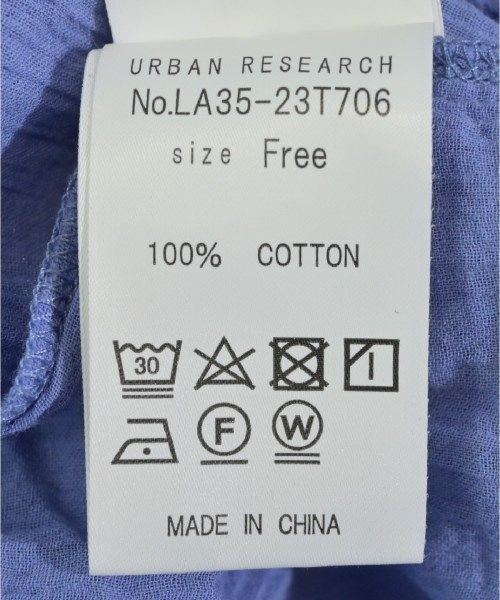 URBAN RESEARCH
No.LA35-23T706
size Free
100% COTTON
30
F W
MADE IN CHINA